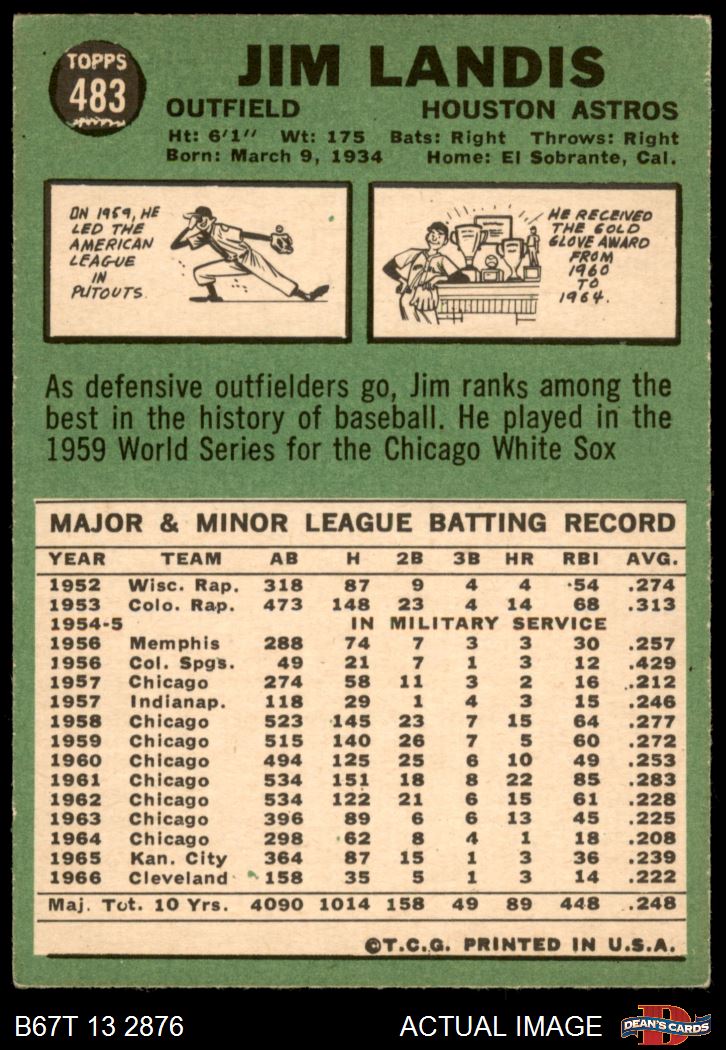 TOPPS
483
JIM LANDIS
OUTFIELD HOUSTON ASTROS
Ht: 6'1" Wt: 175 Bats: Right Throws: Right
Born: March 9, 1934 Home: El Sobrante, Cal.
ON 1959, HE
LED THE
AMERICAN
LEAGUE
IN
PUTOUTS.
HE RECEIVED
THE GOLD
GLOVE AWARD
FROM
1960
TO
1964.
As defensive outfielders go, Jim ranks among the
best in the history of baseball. He played in the
1959 World Series for the Chicago White Sox
MAJOR & MINOR LEAGUE BATTING RECORD
YEAR TEAM AB H 2B 3B HR RBI AVG.
1952 Wisc. Rap. 318 87 9 4 4 54 .274
1953 Colo. Rap. 473 148 23 4 14 68 .313
1954-5 IN MILITARY SERVICE
1956 Memphis 288 74 7 3 3 30 .257
1956 Col. Spgs. 49 21 7 1 3 12 .429
1957 Chicago 274 58 11 3 2 16 .212
1957 Indianap. 118 29 1 4 3 15 .246
1958 Chicago 523 145 23 7 15 64 .277
1959 Chicago 515 140 26 7 5 60 .272
1960 Chicago 494 125 25 6 10 49 .253
1961 Chicago 534 151 18 8 22 85 .283
1962 Chicago 534 122 21 6 15 61 .228
1963 Chicago 396 89 6 6 13 45 .225
1964 Chicago 298 62 8 4 1 18 .208
1965 Kan. City 364 87 15 1 3 36 .239
1966 Cleveland 158 35 5 1 3 14 .222
Maj. Tot. 10 Yrs. 4090 1014 158 49 89 448 .248
©T.C.G. PRINTED IN U.S.A.
B67T 13 2876 ACTUAL IMAGE
D
DEAN'S CARDS